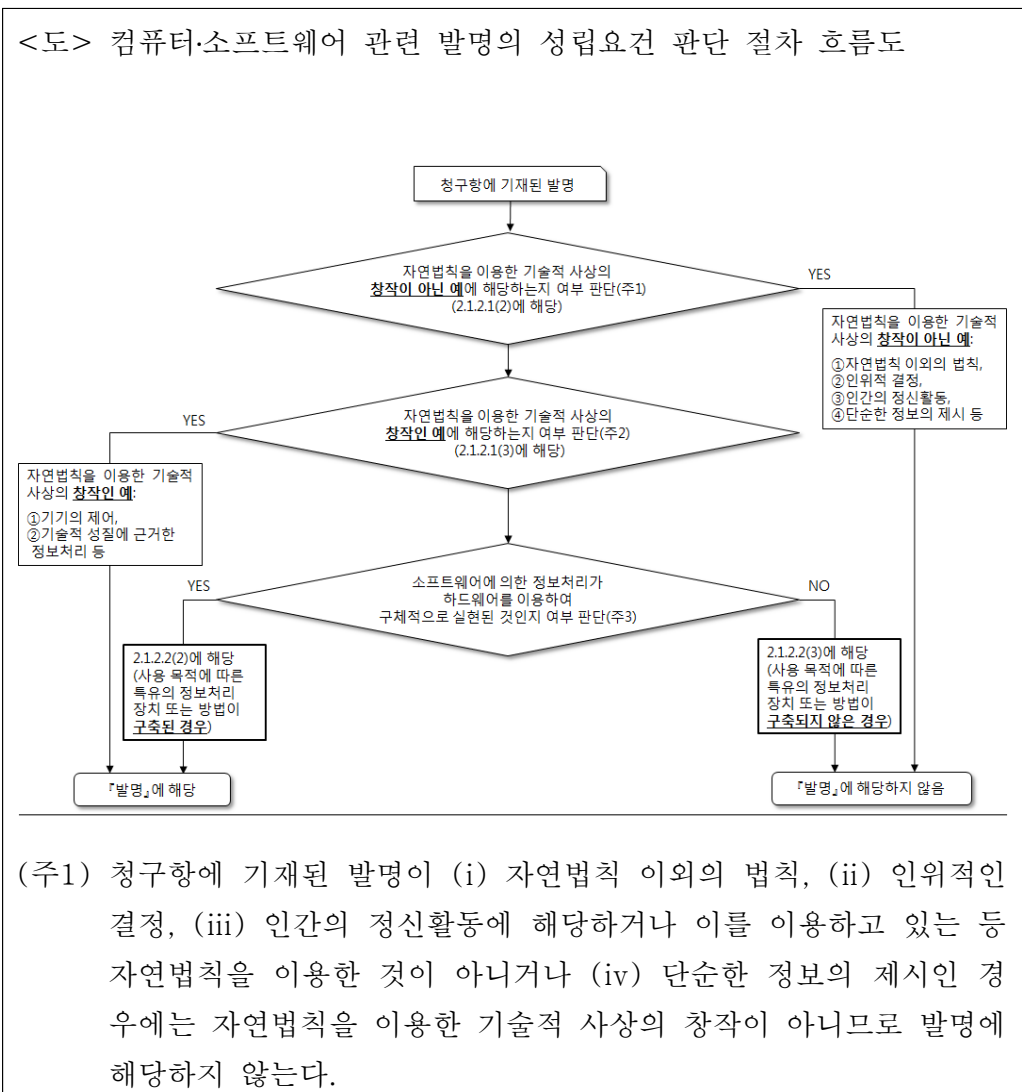 <도> 컴퓨터·소프트웨어 관련 발명의 성립요건 판단 절차 흐름도
청구항에 기재된 발명
자연법칙을 이용한 기술적 사상의
창작이 아닌 예에 해당하는지 여부 판단(주1)
(2.1.2.1(2)에 해당)
YES
자연법칙을 이용한 기술적
사상의 창작이 아닌 예:
①자연법칙 이외의 법칙,
②인위적 결정,
③인간의 정신활동,
④단순한 정보의 제시 등
자연법칙을 이용한 기술적 사상의
창작인 예에 해당하는지 여부 판단(주2)
(2.1.2.1(3)에 해당)
YES
자연법칙을 이용한 기술적
사상의 창작인 예:
①기기의 제어,
②기술적 성질에 근거한
정보처리 등
소프트웨어에 의한 정보처리가
하드웨어를 이용하여
구체적으로 실현된 것인지 여부 판단(주3)
YES
NO
2.1.2.2(2)에 해당
(사용 목적에 따른
특유의 정보처리
장치 또는 방법이
구축된 경우)
2.1.2.2(3)에 해당
(사용 목적에 따른
특유의 정보처리
장치 또는 방법이
구축되지 않은 경우)
『발명』에 해당
『발명』에 해당하지 않음
(주1) 청구항에 기재된 발명이 (i) 자연법칙 이외의 법칙, (ii) 인위적인
결정, (iii) 인간의 정신활동에 해당하거나 이를 이용하고 있는 등
자연법칙을 이용한 것이 아니거나 (iv) 단순한 정보의 제시인 경
우에는 자연법칙을 이용한 기술적 사상의 창작이 아니므로 발명에
해당하지 않는다.